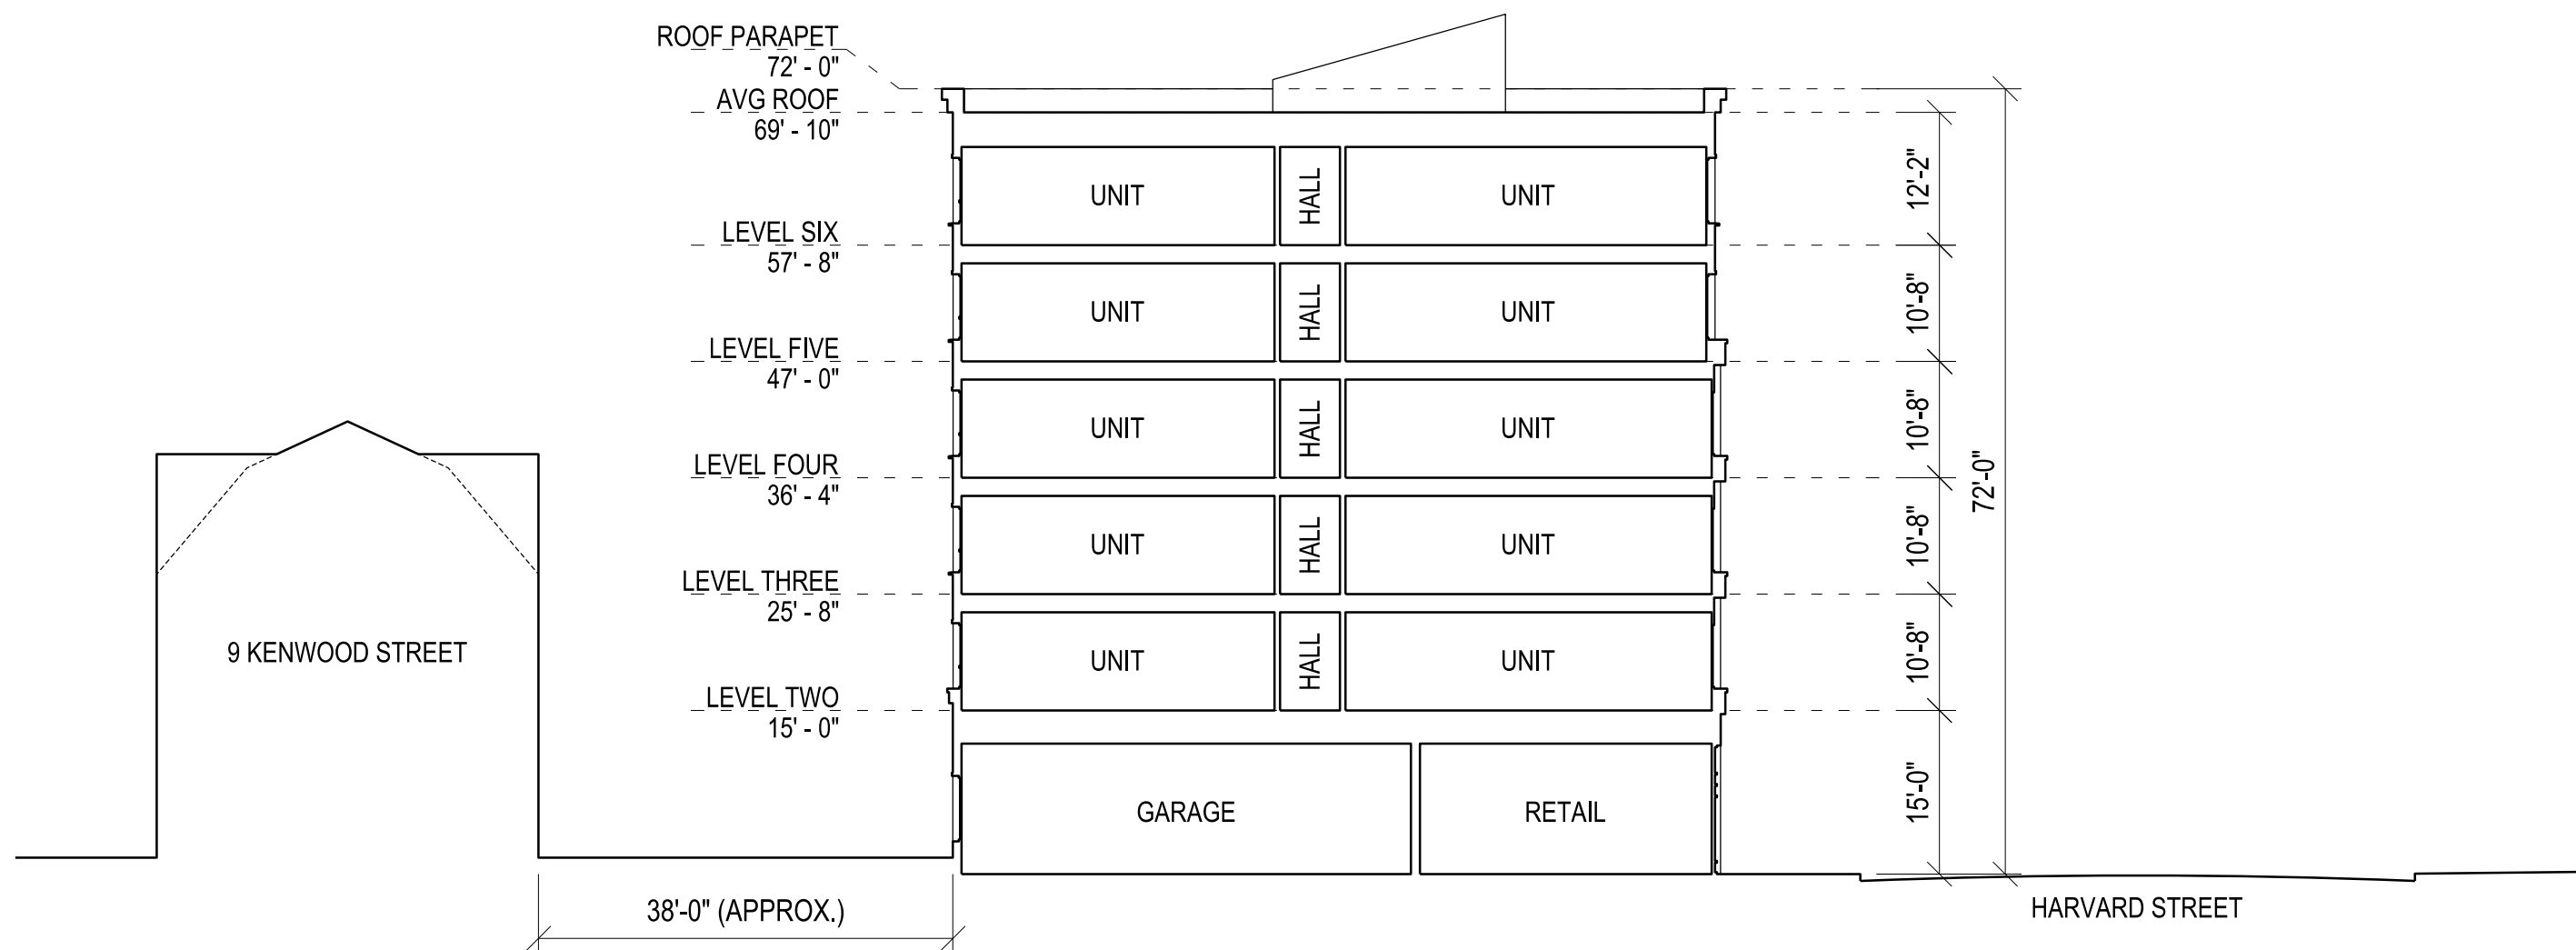 ROOF PARAPET
72' - 0"
AVG ROOF
69' - 10"
UNIT
HALL
UNIT
12'-2"
LEVEL SIX
57' - 8"
UNIT
HALL
UNIT
10'-8"
LEVEL FIVE
47' - 0"
UNIT
HALL
UNIT
10'-8"
LEVEL FOUR
36' - 4"
72'-0"
UNIT
HALL
UNIT
10'-8"
LEVEL THREE
25' - 8"
9 KENWOOD STREET
UNIT
HALL
UNIT
10'-8"
LEVEL TWO
15' - 0"
GARAGE
RETAIL
15'-0"
38'-0" (APPROX.)
HARVARD STREET